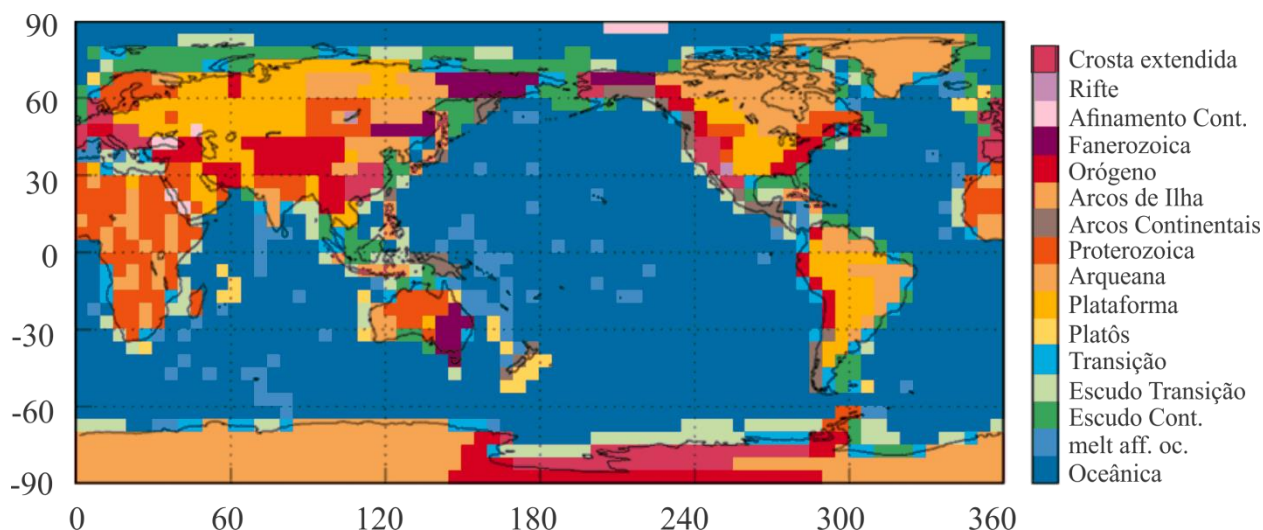 90
60
30
0
-30
-60
-90
0
60
120
180
240
300
360
Crosta extendida
Rifte
Afinamento Cont.
Fanerozoica
Orógeno
Arcos de Ilha
Arcos Continentais
Proterozoica
Arqueana
Plataforma
Platôs
Transição
Escudo Transição
Escudo Cont.
melt aff. oc.
Oceânica